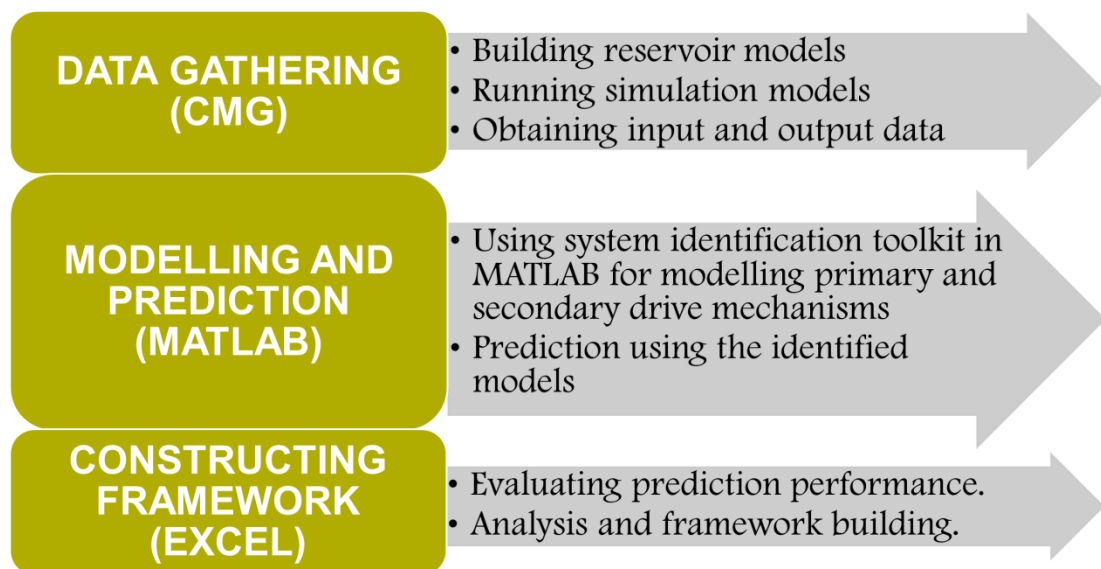 DATA GATHERING
(CMG)
• Building reservoir models
• Running simulation models
• Obtaining input and output data
MODELLING AND
PREDICTION
(MATLAB)
• Using system identification toolkit in
MATLAB for modelling primary and
secondary drive mechanisms
• Prediction using the identified
models
CONSTRUCTING
FRAMEWORK
(EXCEL)
• Evaluating prediction performance.
• Analysis and framework building.